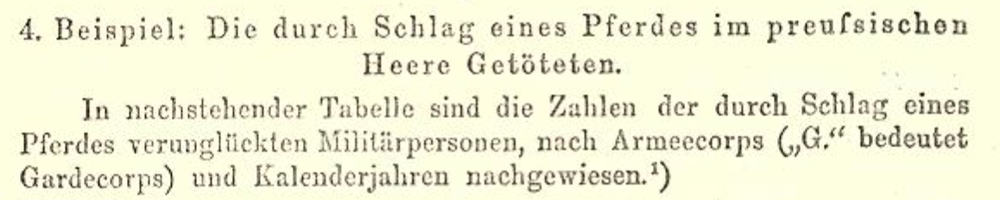 4. Beispiel: Die durch Schlag eines Pferdes im preuſsischen
Heere Getöteten.
In nachstehender Tabelle sind die Zahlen der durch Schlag eines
Pferdes verunglückten Militärpersonen, nach Armeecorps („G.“ bedeutet
Gardecorps) und Kalenderjahren nachgewiesen.¹)